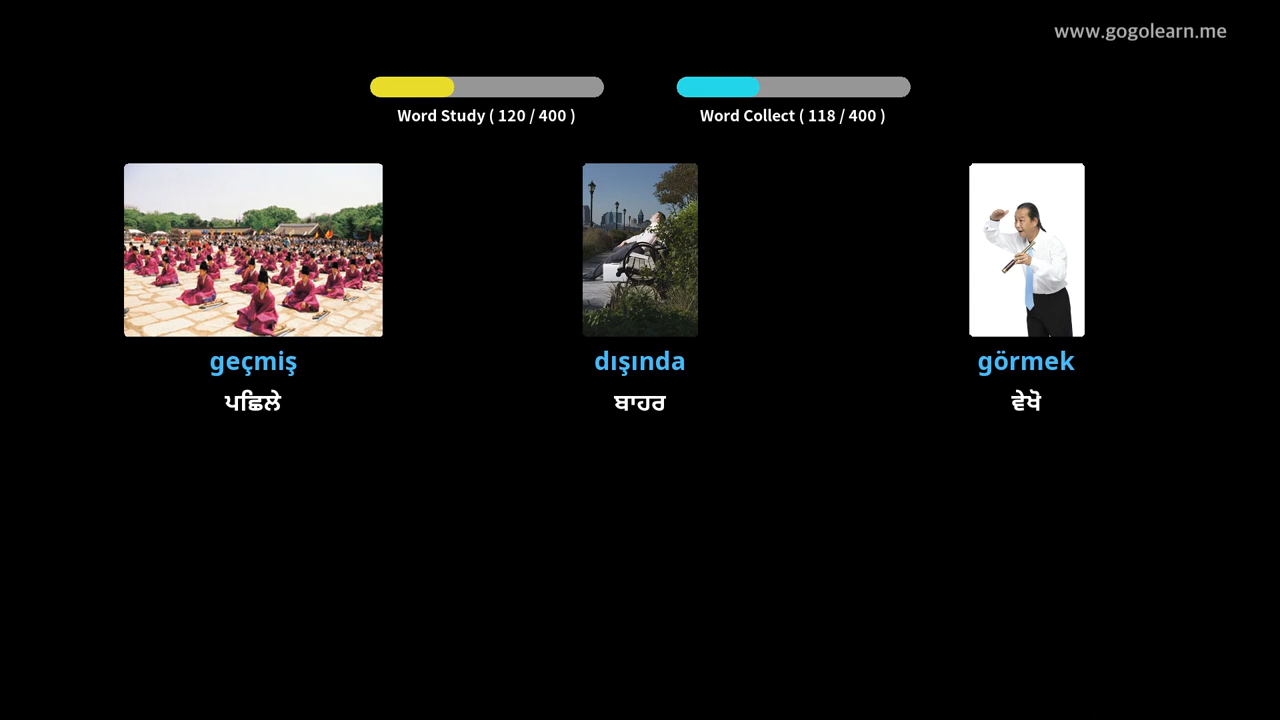 www.gogolearn.me
Word Study ( 120 / 400 )
Word Collect ( 118 / 400 )
geçmiş
dışında
görmek
ਪਛਿਲੇ
ਬਾਹਰ
ਵੇਖੋ